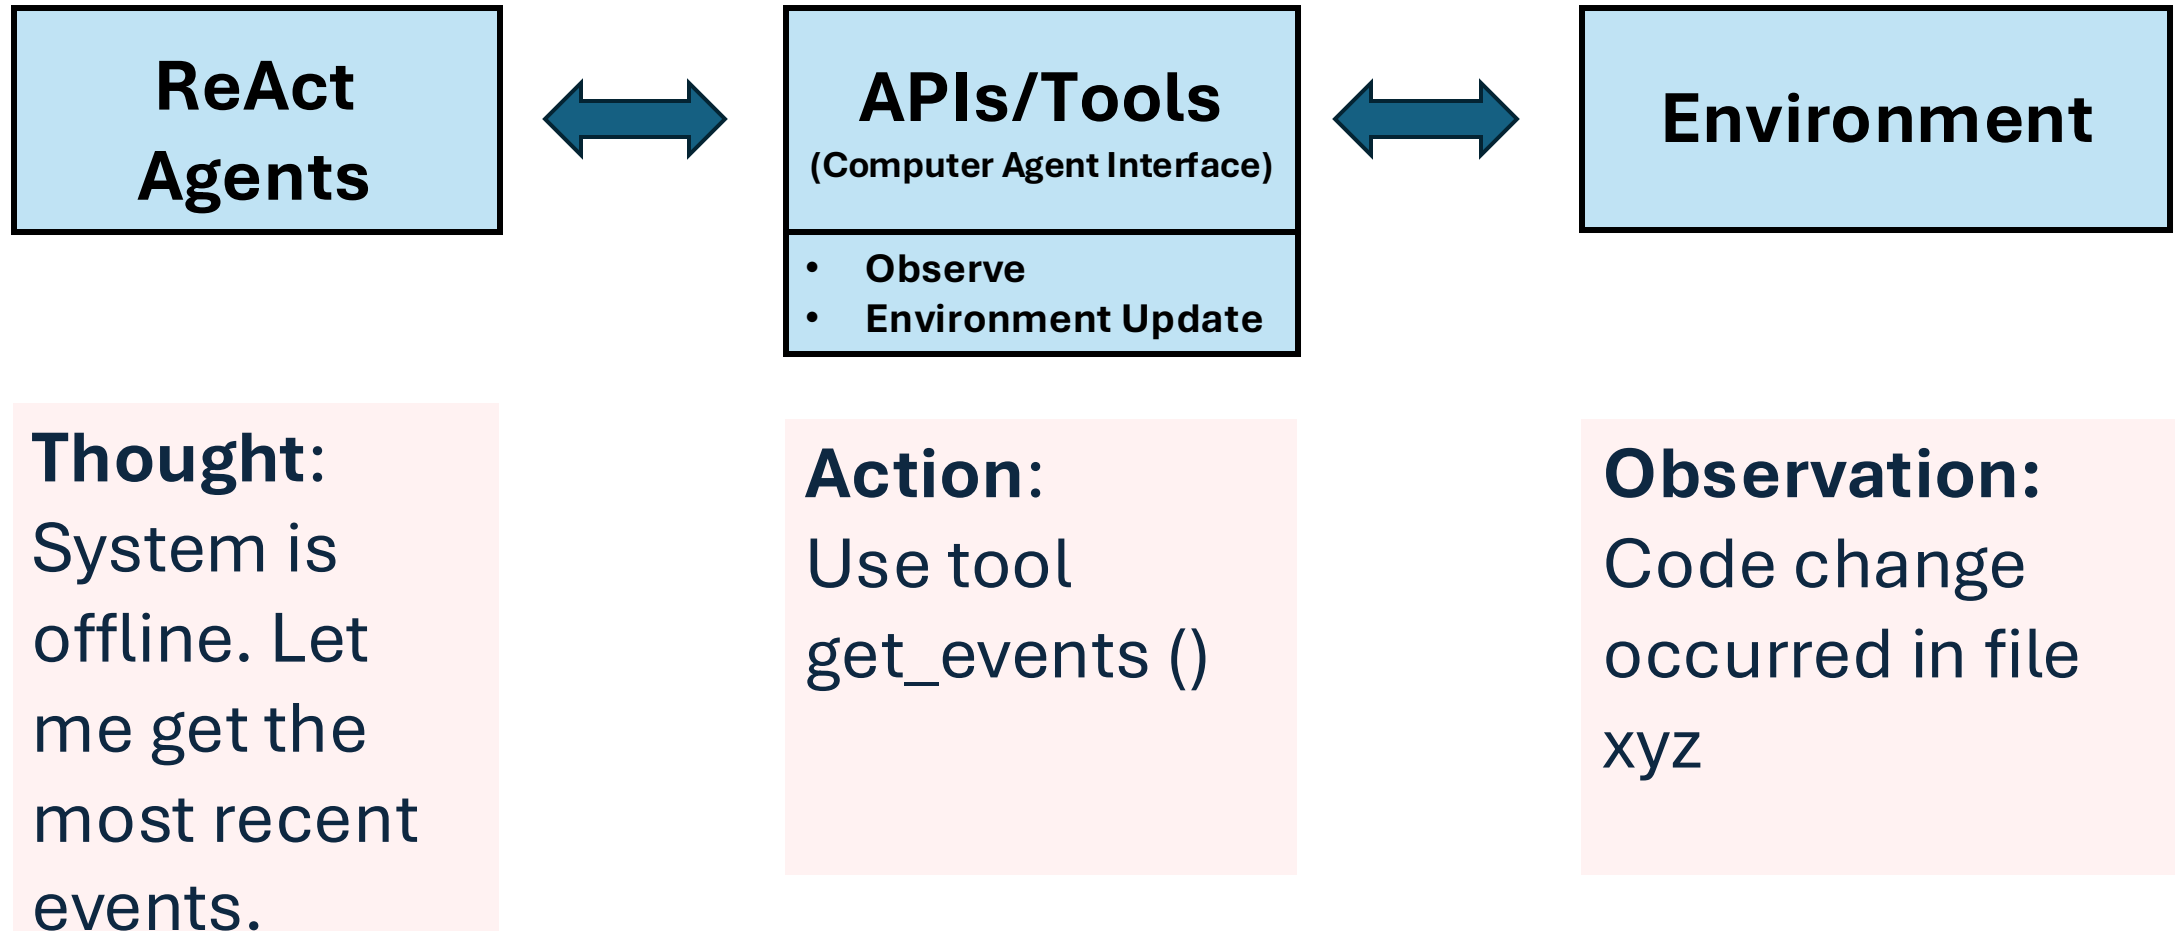 ReAct
Agents
APIs/Tools
(Computer Agent Interface)
• Observe
• Environment Update
Environment
Thought:
System is
offline. Let
me get the
most recent
events.
Action:
Use tool
get_events ()
Observation:
Code change
occurred in file
xyz